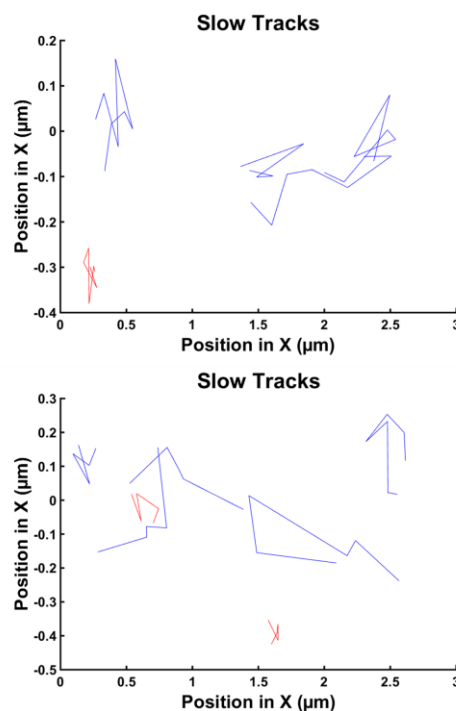 Slow Tracks
0.2
0.1
0
-0.1
-0.2
-0.3
-0.4
Position in X (µm)
0 0.5 1 1.5 2 2.5 3
Position in X (µm)
Slow Tracks
0.3
0.2
0.1
0
-0.1
-0.2
-0.3
-0.4
-0.5
Position in X (µm)
0 0.5 1 1.5 2 2.5 3
Position in X (µm)